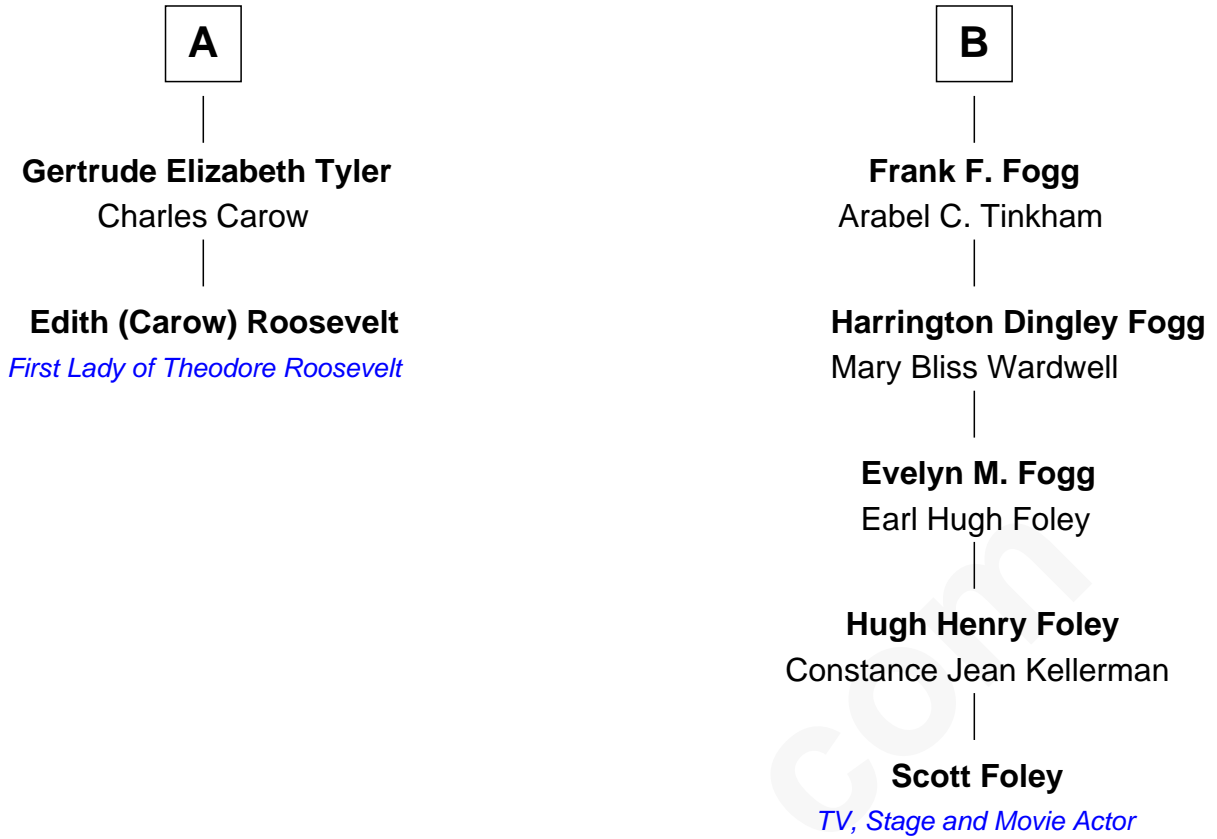 A
Gertrude Elizabeth Tyler
Charles Carow
Edith (Carow) Roosevelt
First Lady of Theodore Roosevelt
B
Frank F. Fogg
Arabel C. Tinkham
Harrington Dingley Fogg
Mary Bliss Wardwell
Evelyn M. Fogg
Earl Hugh Foley
Hugh Henry Foley
Constance Jean Kellerman
Scott Foley
TV, Stage and Movie Actor
com